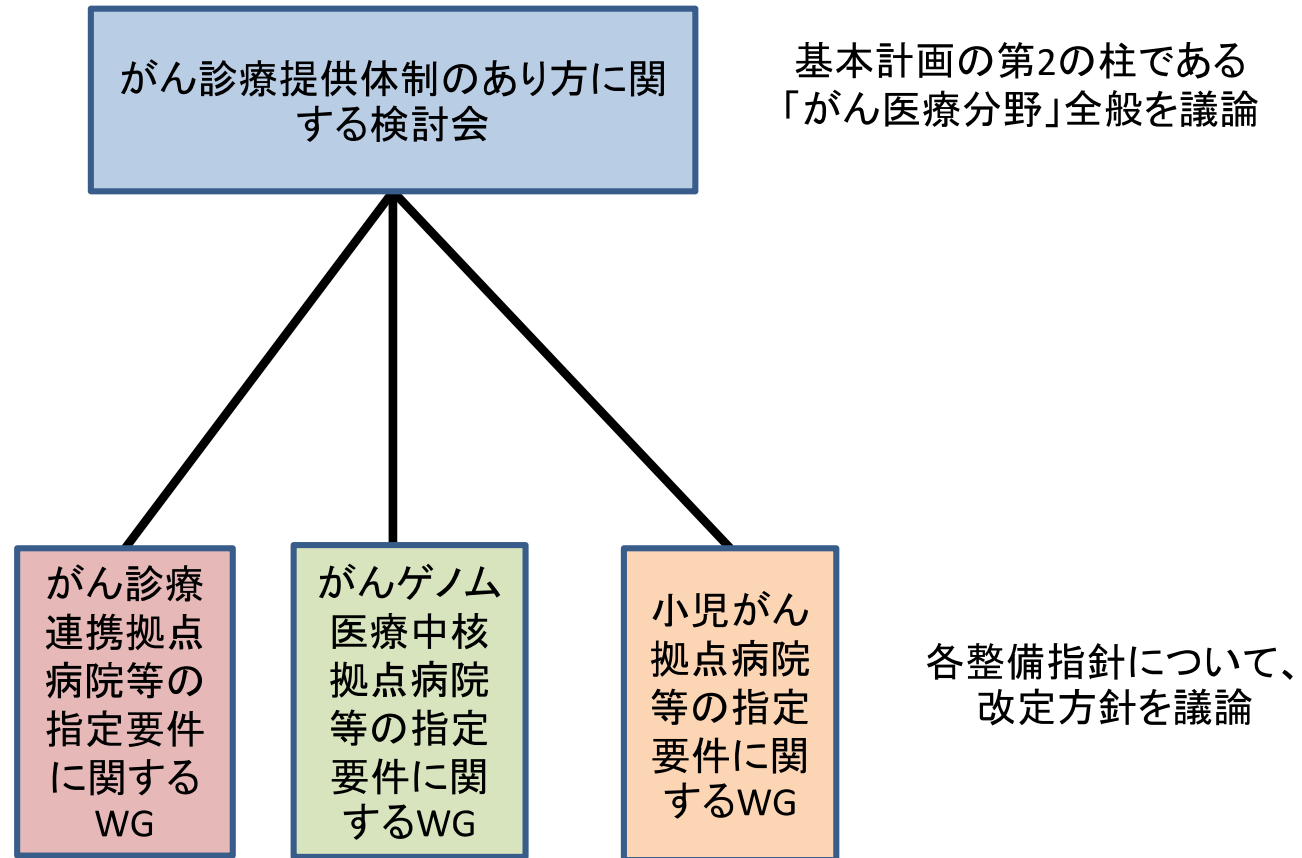 がん診療提供体制のあり方に関
する検討会
基本計画の第2の柱である
「がん医療分野」全般を議論
がん診療
連携拠点
病院等の
指定要件
に関する
WG
がんゲノム
医療中核
拠点病院
等の指定
要件に関
するWG
小児がん
拠点病院
等の指定
要件に関
するWG
各整備指針について、
改定方針を議論